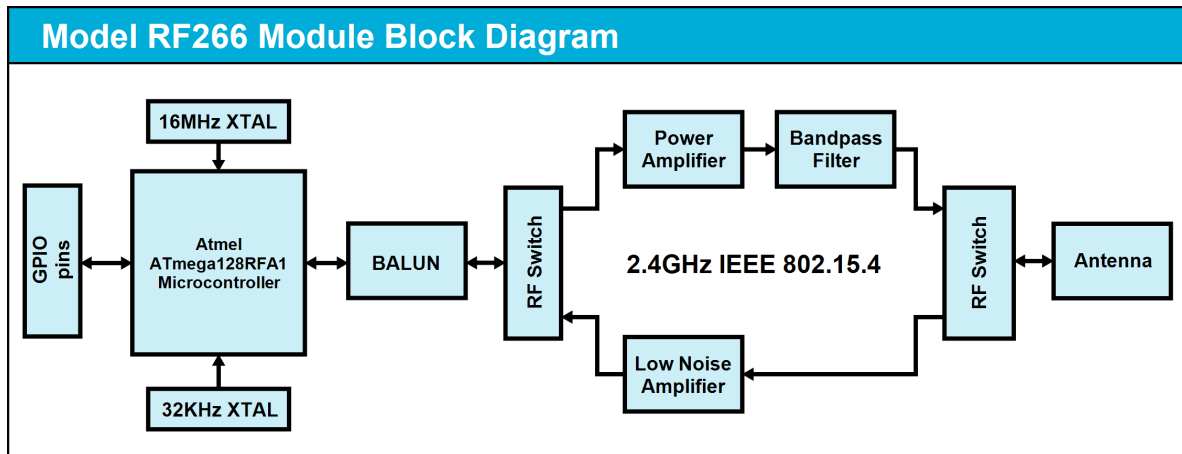 Model RF266 Module Block Diagram
16MHz XTAL
GPIO
pins
Atmel
ATmega128RFA1
Microcontroller
32KHz XTAL
BALUN
RF Switch
Power
Amplifier
Bandpass
Filter
2.4GHz IEEE 802.15.4
Low Noise
Amplifier
RF Switch
Antenna